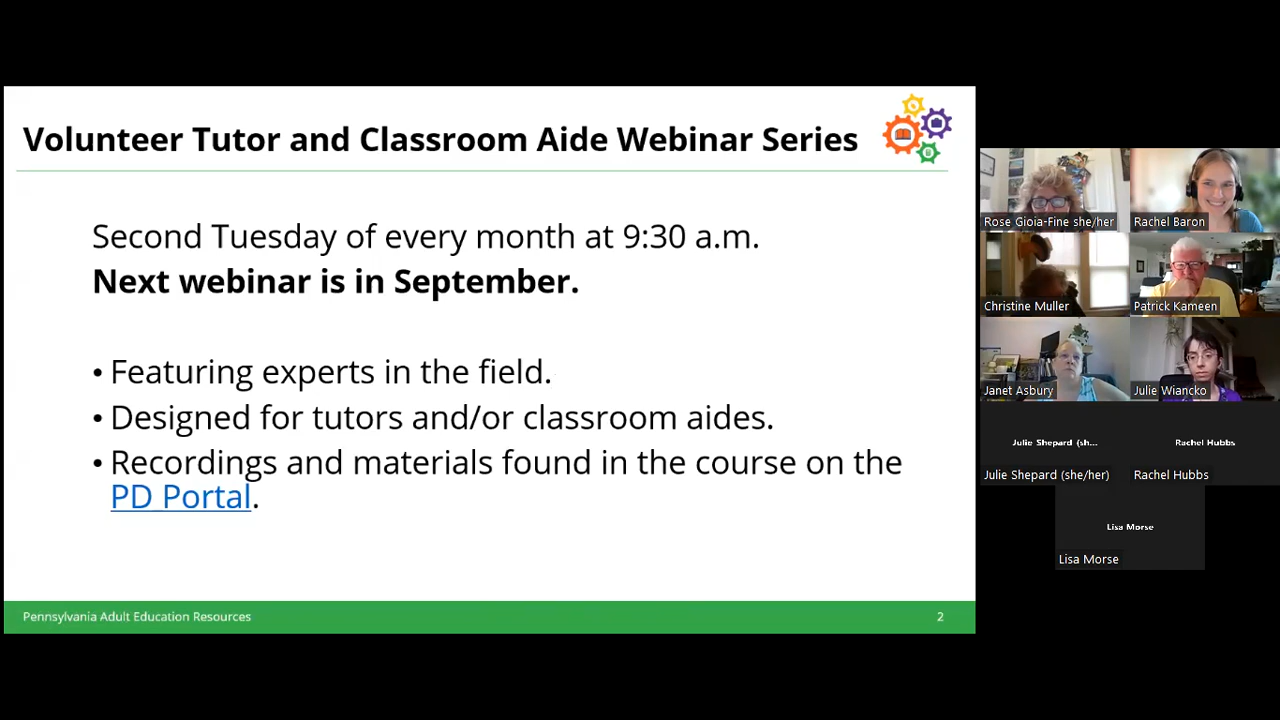 Volunteer Tutor and Classroom Aide Webinar Series
Second Tuesday of every month at 9:30 a.m.
Next webinar is in September.
• Featuring experts in the field.
• Designed for tutors and/or classroom aides.
• Recordings and materials found in the course on the
PD Portal.
Pennsylvania Adult Education Resources
2
Rose Gioia-Fine she/her
Rachel Baron
Christine Muller
Patrick Kameen
Janet Asbury
Julie Wiancko
Julie Shepard (sh...
Rachel Hubbs
Julie Shepard (she/her)
Rachel Hubbs
Lisa Morse
Lisa Morse